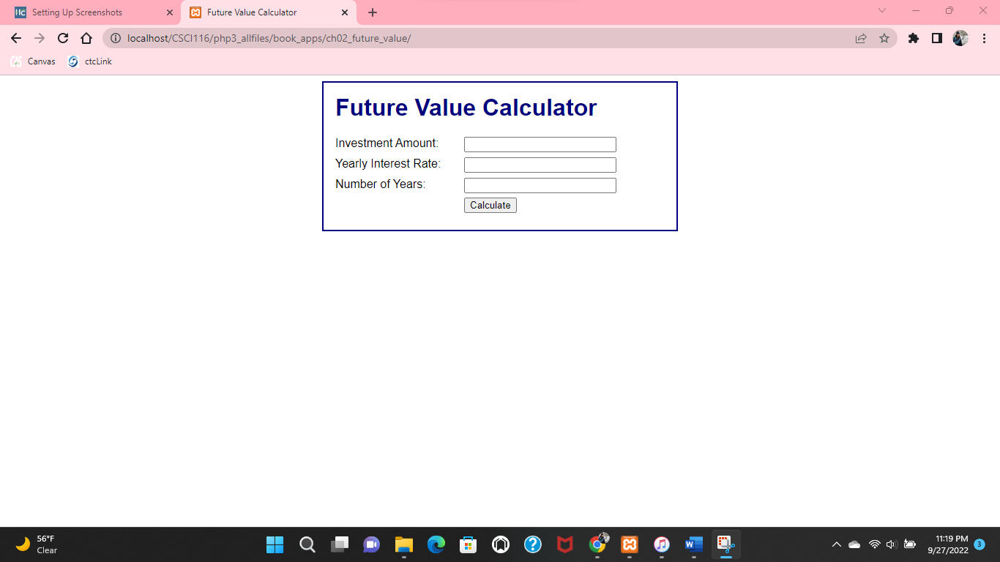 Setting Up Screenshots
Future Value Calculator
localhost/CSCI116/php3_allfiles/book_apps/ch02_future_value/
Canvas
ctcLink
Future Value Calculator
Investment Amount:
Yearly Interest Rate:
Number of Years:
Calculate
56°F
Clear
11:19 PM
9/27/2022
3